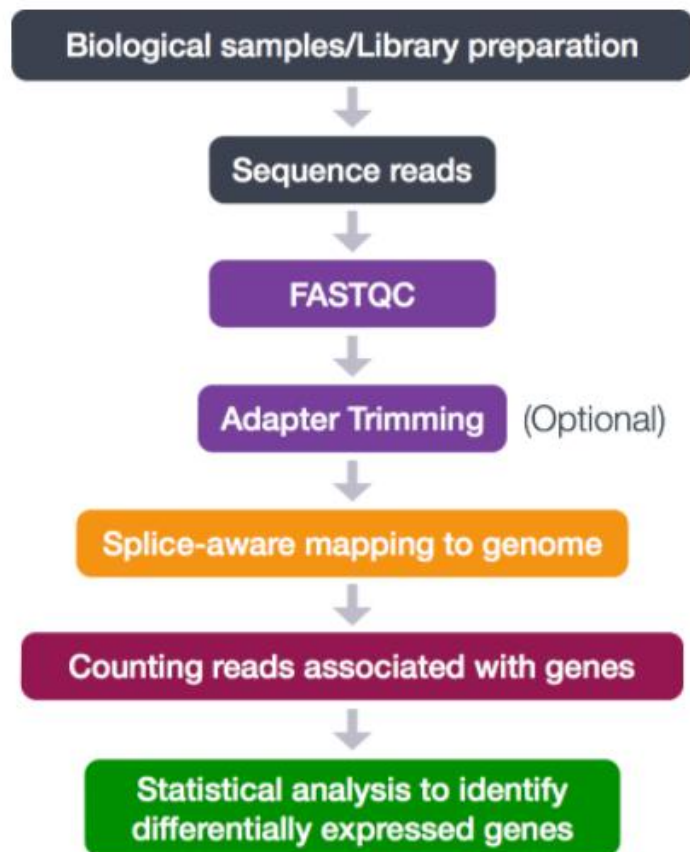 Biological samples/Library preparation
Sequence reads
FASTQC
Adapter Trimming (Optional)
Splice-aware mapping to genome
Counting reads associated with genes
Statistical analysis to identify
differentially expressed genes